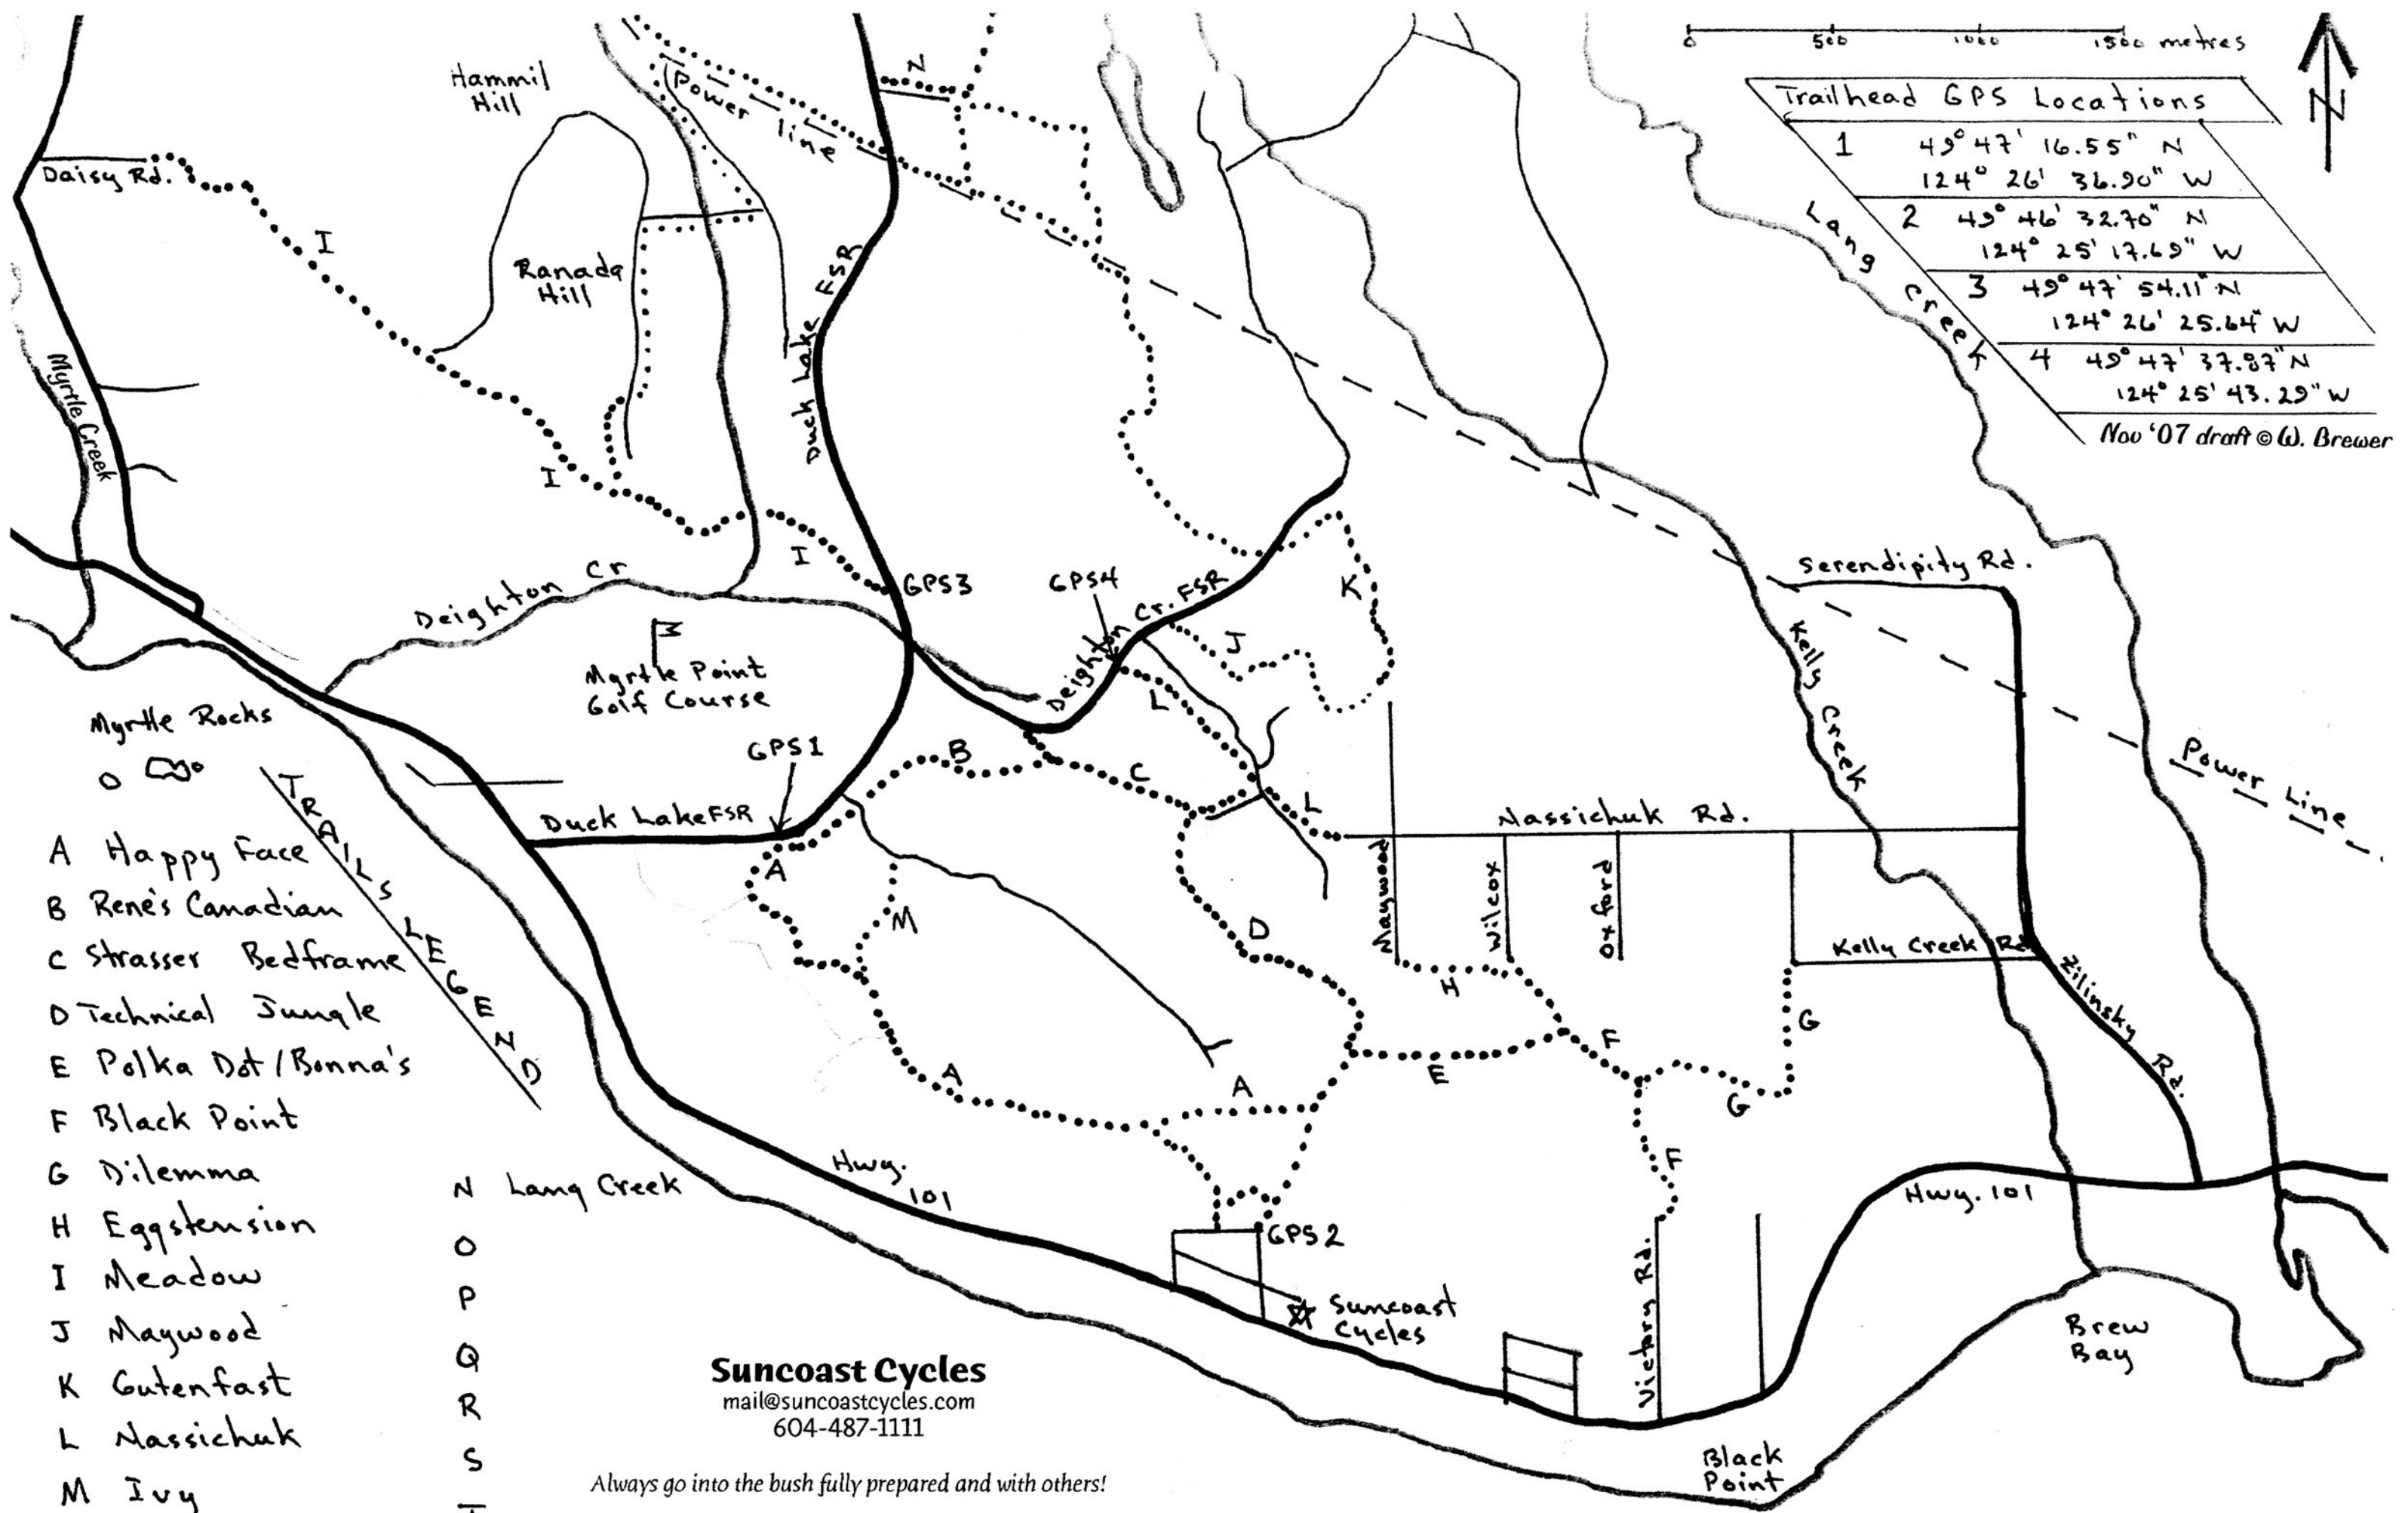 0 500 1000 1500 metres
N
Trailhead GPS Locations
1 49° 47' 16.55" N
124° 26' 36.90" W
2 49° 46' 32.70" N
124° 25' 17.69" W
3 49° 47' 54.11" N
124° 26' 25.64" W
4 49° 47' 37.87" N
124° 25' 43.29" W
Nov '07 draft © W. Brewer
Hammil
Hill
Power line
N
Daisy Rd.
I
Ranada
Hill
Duck Lake FSR
Lang Creek
Myrtle Creek
I
I
Deighton Cr
GPS3
GPS4
Deighton Cr. FSR
K
J
L
Serendipity Rd.
Kelly Creek
Myrtle Point
Golf Course
Myrtle Rocks
GPS1
B
C
L
Duck Lake FSR
Nassichuk Rd.
Power Line
A
M
D
Maywood
Wilcox
Oxford
Kelly Creek Rd.
Zilinsky Rd.
H
F
G
E
G
A
A
F
Hwy. 101
Hwy. 101
GPS2
Suncoast
Cycles
Victory Rd.
Brew
Bay
Black
Point
TRAILS LEGEND
A Happy Face
B René's Canadian
C Strasser Bedframe
D Technical Jungle
E Polka Dot/Bonna's
F Black Point
G Dilemma
H Eggstension
I Meadow
J Maywood
K Gutenfast
L Nassichuk
M Ivy
N Lang Creek
O
P
Q
R
S
Suncoast Cycles
mail@suncoastcycles.com
604-487-1111
Always go into the bush fully prepared and with others!